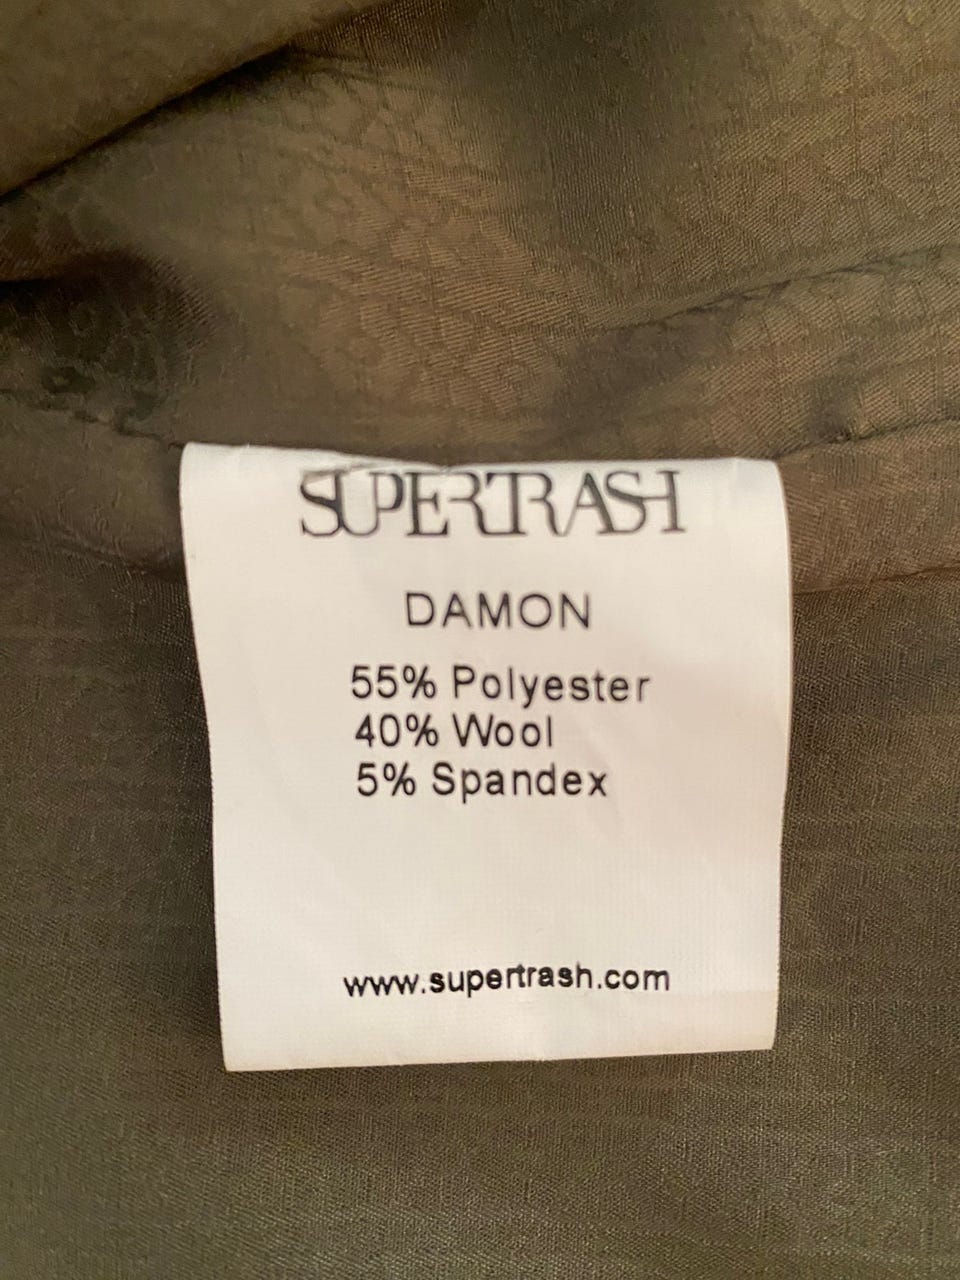 SUPERTRASH
DAMON
55% Polyester
40% Wool
5% Spandex
www.supertrash.com